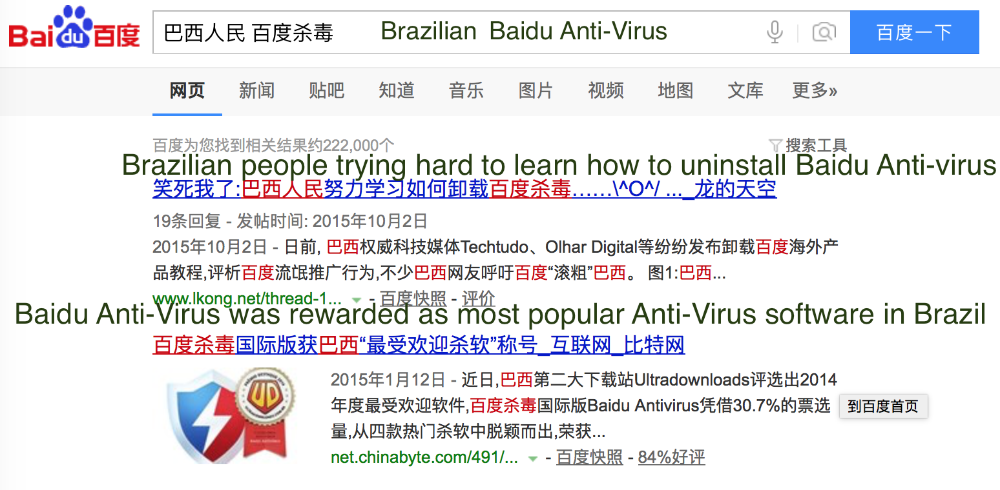 Baidu百度
巴西人民 百度杀毒 Brazilian Baidu Anti-Virus 百度一下
网页 新闻 贴吧 知道 音乐 图片 视频 地图 文库 更多»
百度为您找到相关结果约222,000个 搜索工具
Brazilian people trying hard to learn how to uninstall Baidu Anti-virus
笑死我了:巴西人民努力学习如何卸载百度杀毒……\^O^/ ..._龙的天空
19条回复 - 发帖时间: 2015年10月2日
2015年10月2日 - 日前, 巴西权威科技媒体Techtudo、Olhar Digital等纷纷发布卸载百度海外产
品教程,评析百度流氓推广行为,不少巴西网友呼吁百度“滚粗”巴西。 图1:巴西...
www.lkong.net/thread-1... - 百度快照 - 评价
Baidu Anti-Virus was rewarded as most popular Anti-Virus software in Brazil
百度杀毒国际版获巴西“最受欢迎杀软”称号_互联网_比特网
UD
2015年1月12日 - 近日,巴西第二大下载站Ultradownloads评选出2014
年度最受欢迎软件,百度杀毒国际版Baidu Antivirus凭借30.7%的票选
到百度首页
量,从四款热门杀软中脱颖而出,荣获...
net.chinabyte.com/491/... - 百度快照 - 84%好评